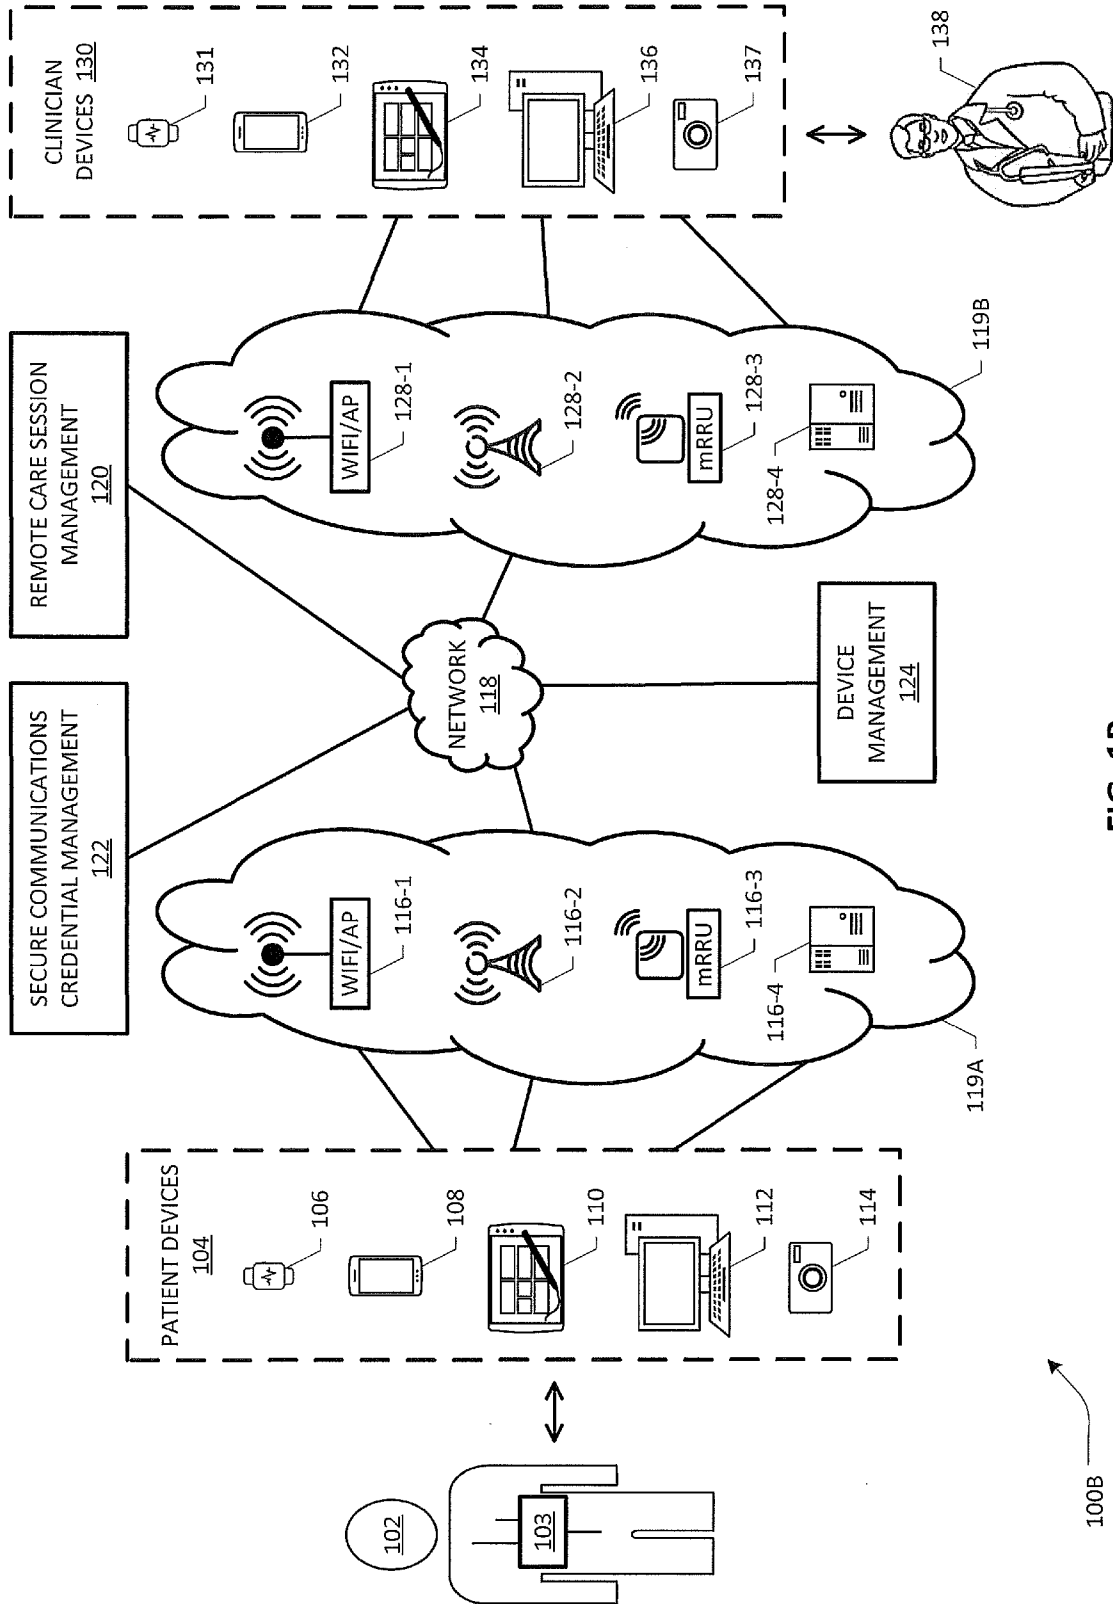 SECURE COMMUNICATIONS
CREDENTIAL MANAGEMENT
122
REMOTE CARE SESSION
MANAGEMENT
120
CLINICIAN
DEVICES 130
131
132
134
136
137
138
PATIENT DEVICES
104
106
108
110
112
114
102
103
WIFI/AP
116-1
116-2
mRRU
116-3
116-4
119A
NETWORK
118
WIFI/AP
128-1
128-2
mRRU
128-3
128-4
119B
DEVICE
MANAGEMENT
124
100B
FIG. 1B